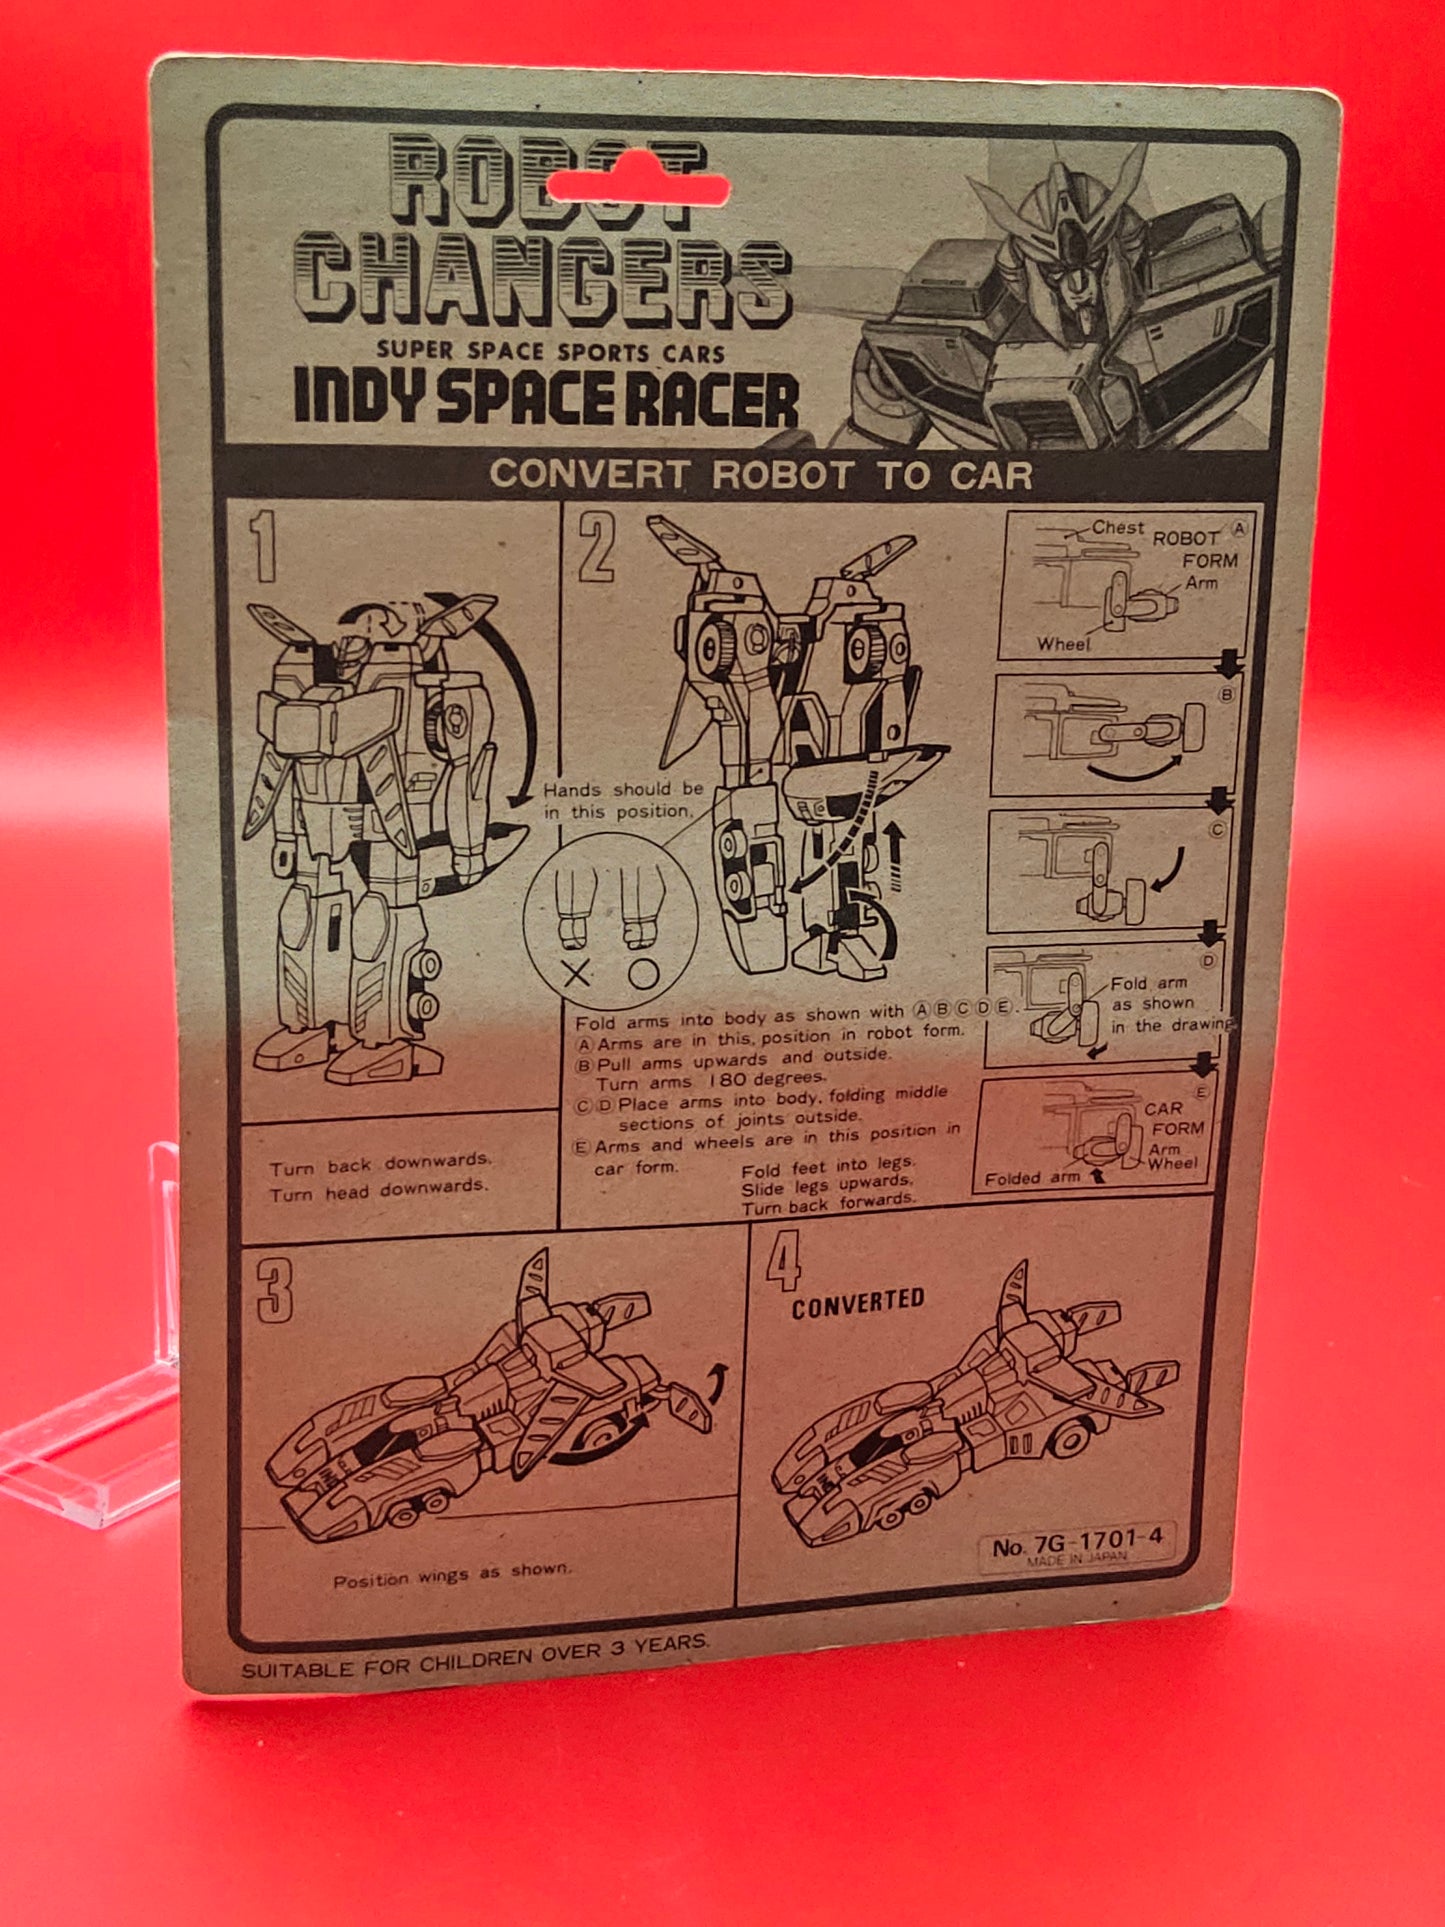 ROBOT
CHANGERS
SUPER SPACE SPORTS CARS
INDY SPACE RACER
CONVERT ROBOT TO CAR
1
Turn back downwards.
Turn head downwards.
2
Hands should be
in this position.
X O
Fold arms into body as shown with Ⓐ Ⓑ Ⓒ Ⓓ Ⓔ.
Ⓐ Arms are in this position in robot form.
Ⓑ Pull arms upwards and outside.
Turn arms 180 degrees.
Ⓒ Ⓓ Place arms into body, folding middle
sections of joints outside.
Ⓔ Arms and wheels are in this position in
car form.
Fold feet into legs.
Slide legs upwards.
Turn back forwards.
Ⓐ
Chest
ROBOT
FORM
Arm
Wheel
Ⓑ
Ⓒ
Ⓓ
Fold arm
as shown
in the drawing
Ⓔ
CAR
FORM
Arm
Wheel
Folded arm
3
Position wings as shown.
4
CONVERTED
No. 7G-1701-4
MADE IN JAPAN
SUITABLE FOR CHILDREN OVER 3 YEARS.